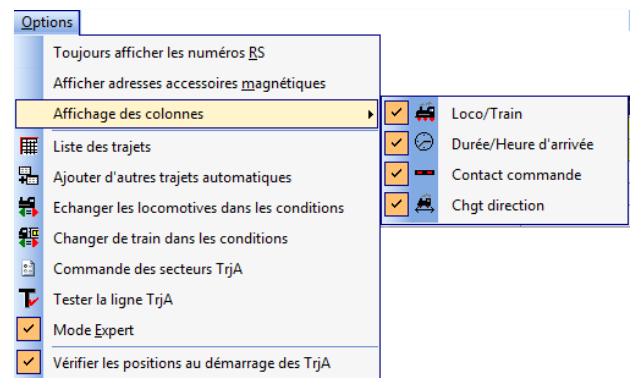 Options
Toujours afficher les numéros RS
Afficher adresses accessoires magnétiques
Affichage des colonnes
Loco/Train
Durée/Heure d'arrivée
Contact commande
Chgt direction
Liste des trajets
Ajouter d'autres trajets automatiques
Echanger les locomotives dans les conditions
Changer de train dans les conditions
Commande des secteurs TrjA
Tester la ligne TrjA
Mode Expert
Vérifier les positions au démarrage des TrjA